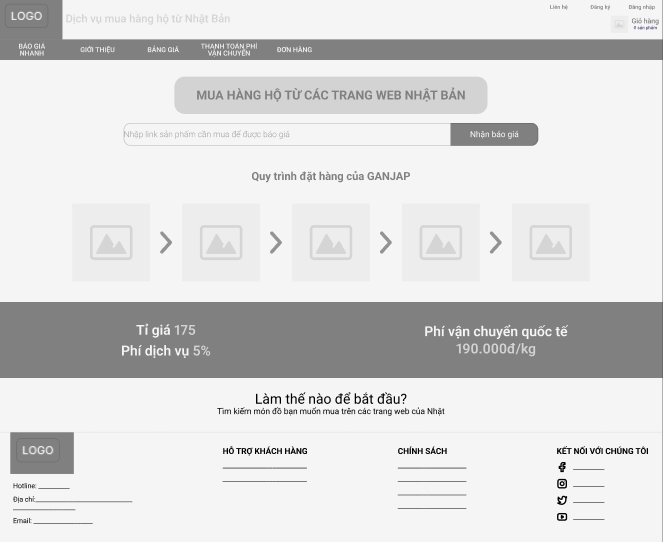 LOGO
Dịch vụ mua hàng hộ từ Nhật Bản
Liên hệ
Đăng ký
Đăng nhập
Giỏ hàng
0 sản phẩm
BÁO GIÁ
NHANH
GIỚI THIỆU
BẢNG GIÁ
THANH TOÁN PHÍ
VẬN CHUYỂN
ĐƠN HÀNG
MUA HÀNG HỘ TỪ CÁC TRANG WEB NHẬT BẢN
Nhập link sản phẩm cần mua để được báo giá
Nhận báo giá
Quy trình đặt hàng của GANJAP
Tỉ giá 175
Phí dịch vụ 5%
Phí vận chuyển quốc tế
190.000đ/kg
Làm thế nào để bắt đầu?
Tìm kiếm món đồ bạn muốn mua trên các trang web của Nhật
LOGO
Hotline:
Địa chỉ:
Email:
HỖ TRỢ KHÁCH HÀNG
CHÍNH SÁCH
KẾT NỐI VỚI CHÚNG TÔI